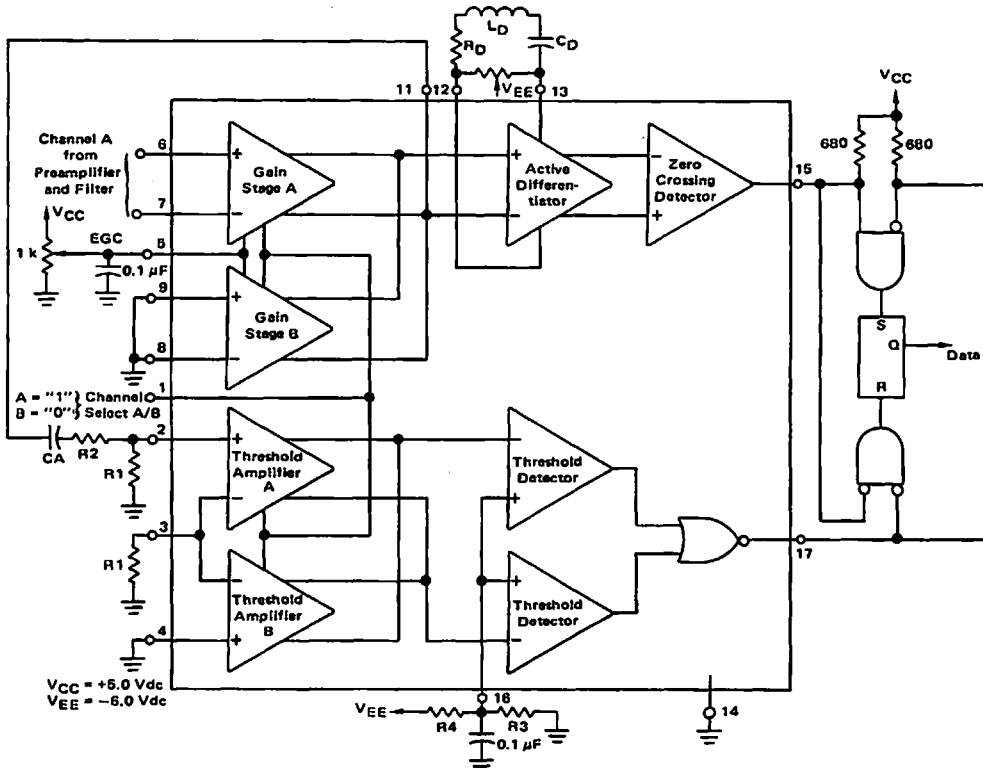 LD
RD
CD
VEE
11
12
13
VCC
680
680
Channel A
from
Preamplifier
and Filter
6
7
+
−
Gain
Stage A
+
−
Active
Differen-
tiator
−
+
Zero
Crossing
Detector
15
VCC
1 k
EGC
5
0.1 µF
9
8
+
−
Gain
Stage B
S
Q
Data
R
A = "1" } Channel
B = "0" } Select A/B
1
CA
R2
2
R1
+
−
Threshold
Amplifier
A
−
+
Threshold
Detector
3
R1
−
+
Threshold
Amplifier
B
+
−
Threshold
Detector
17
4
VCC = +5.0 Vdc
VEE = −6.0 Vdc
VEE
R4
16
R3
0.1 µF
14